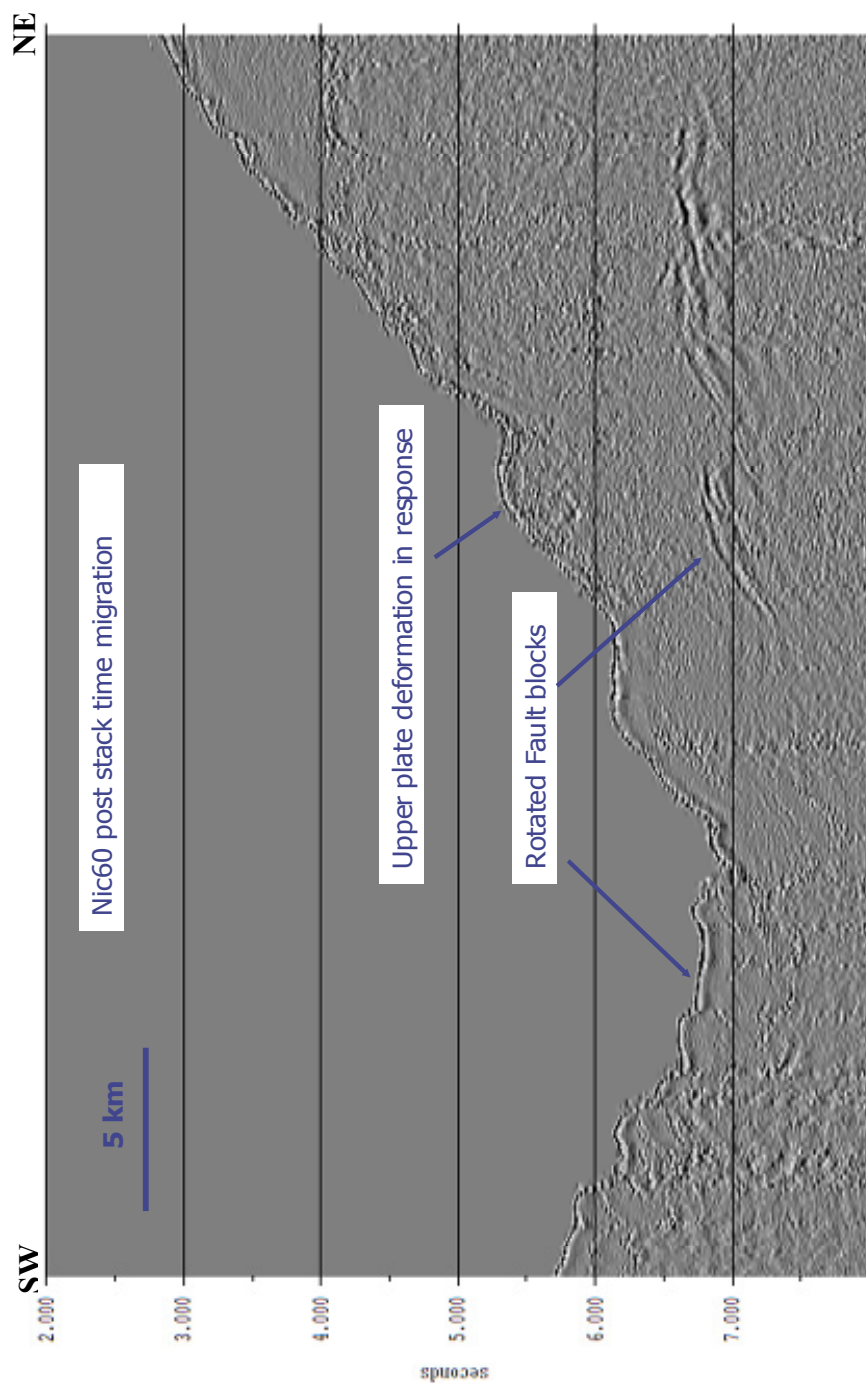 SW
NE
Nic60 post stack time migration
5 km
Upper plate deformation in response
Rotated Fault blocks
2.000
3.000
4.000
5.000
6.000
7.000
seconds